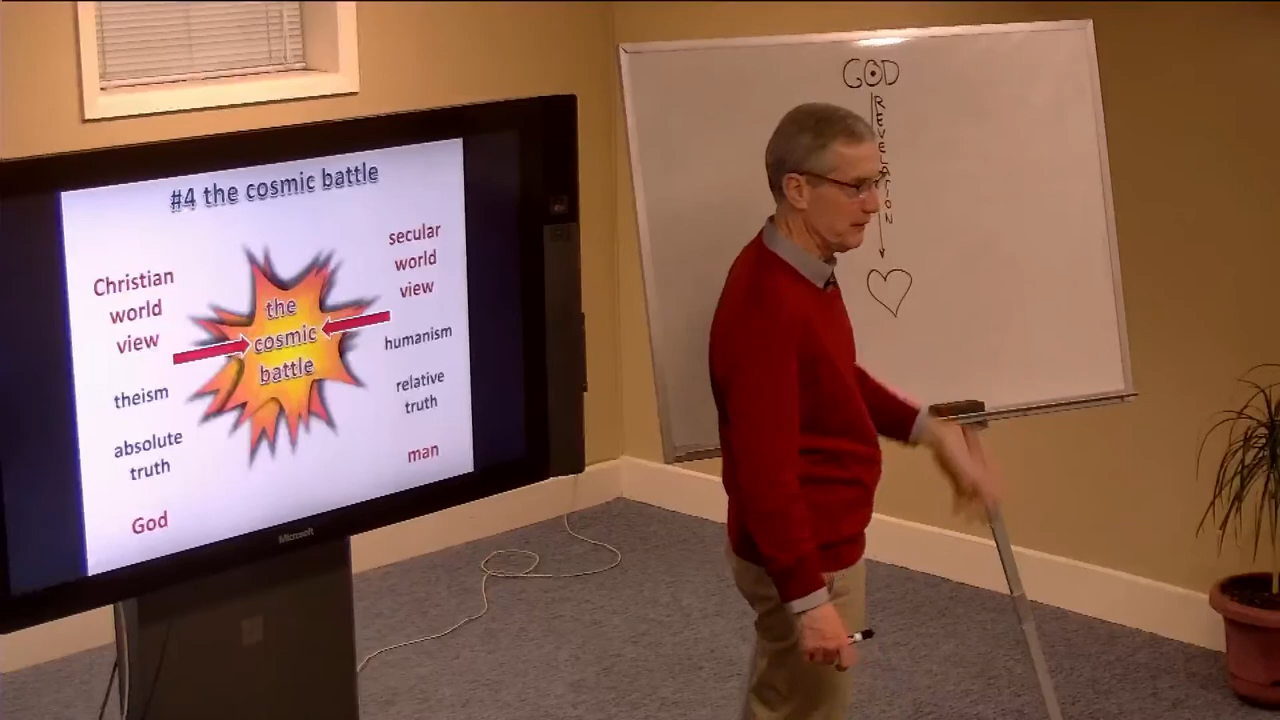 #4 the cosmic battle
Christian
world
view
theism
absolute
truth
God
the
cosmic
battle
secular
world
view
humanism
relative
truth
man
Microsoft
GOD
REVELATION